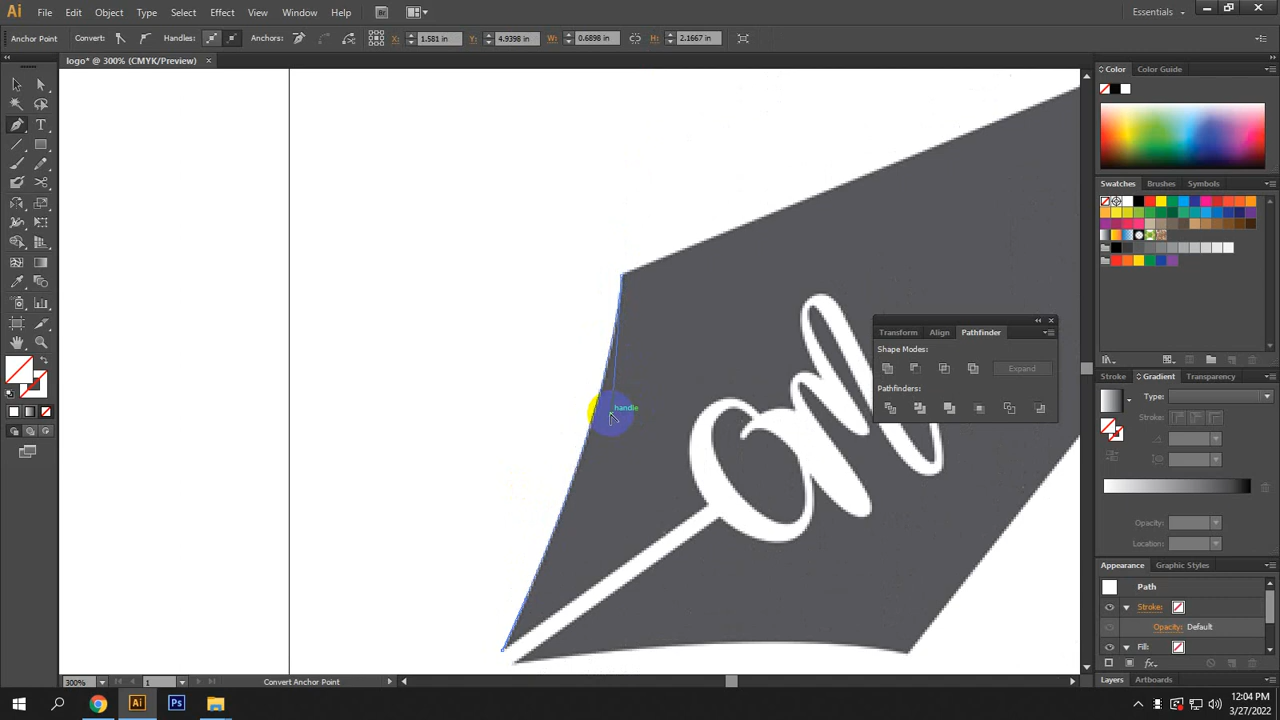 Ai File Edit Object Type Select Effect View Window Help Br Essentials
Anchor Point Convert: Handles: Anchors: X: 1.581 in Y: 4.9398 in W: 0.6898 in H: 2.1667 in
logo* @ 300% (CMYK/Preview) ×
Color Color Guide
Swatches Brushes Symbols
Transform Align Pathfinder
Shape Modes:
Expand
Pathfinders:
Stroke Gradient Transparency
Type:
Stroke:
Opacity:
Location:
handle
Appearance Graphic Styles
Path
Stroke:
Opacity: Default
Fill:
fx
Layers Artboards
300% 1 Convert Anchor Point
Ai Ps 12:04 PM
3/27/2022